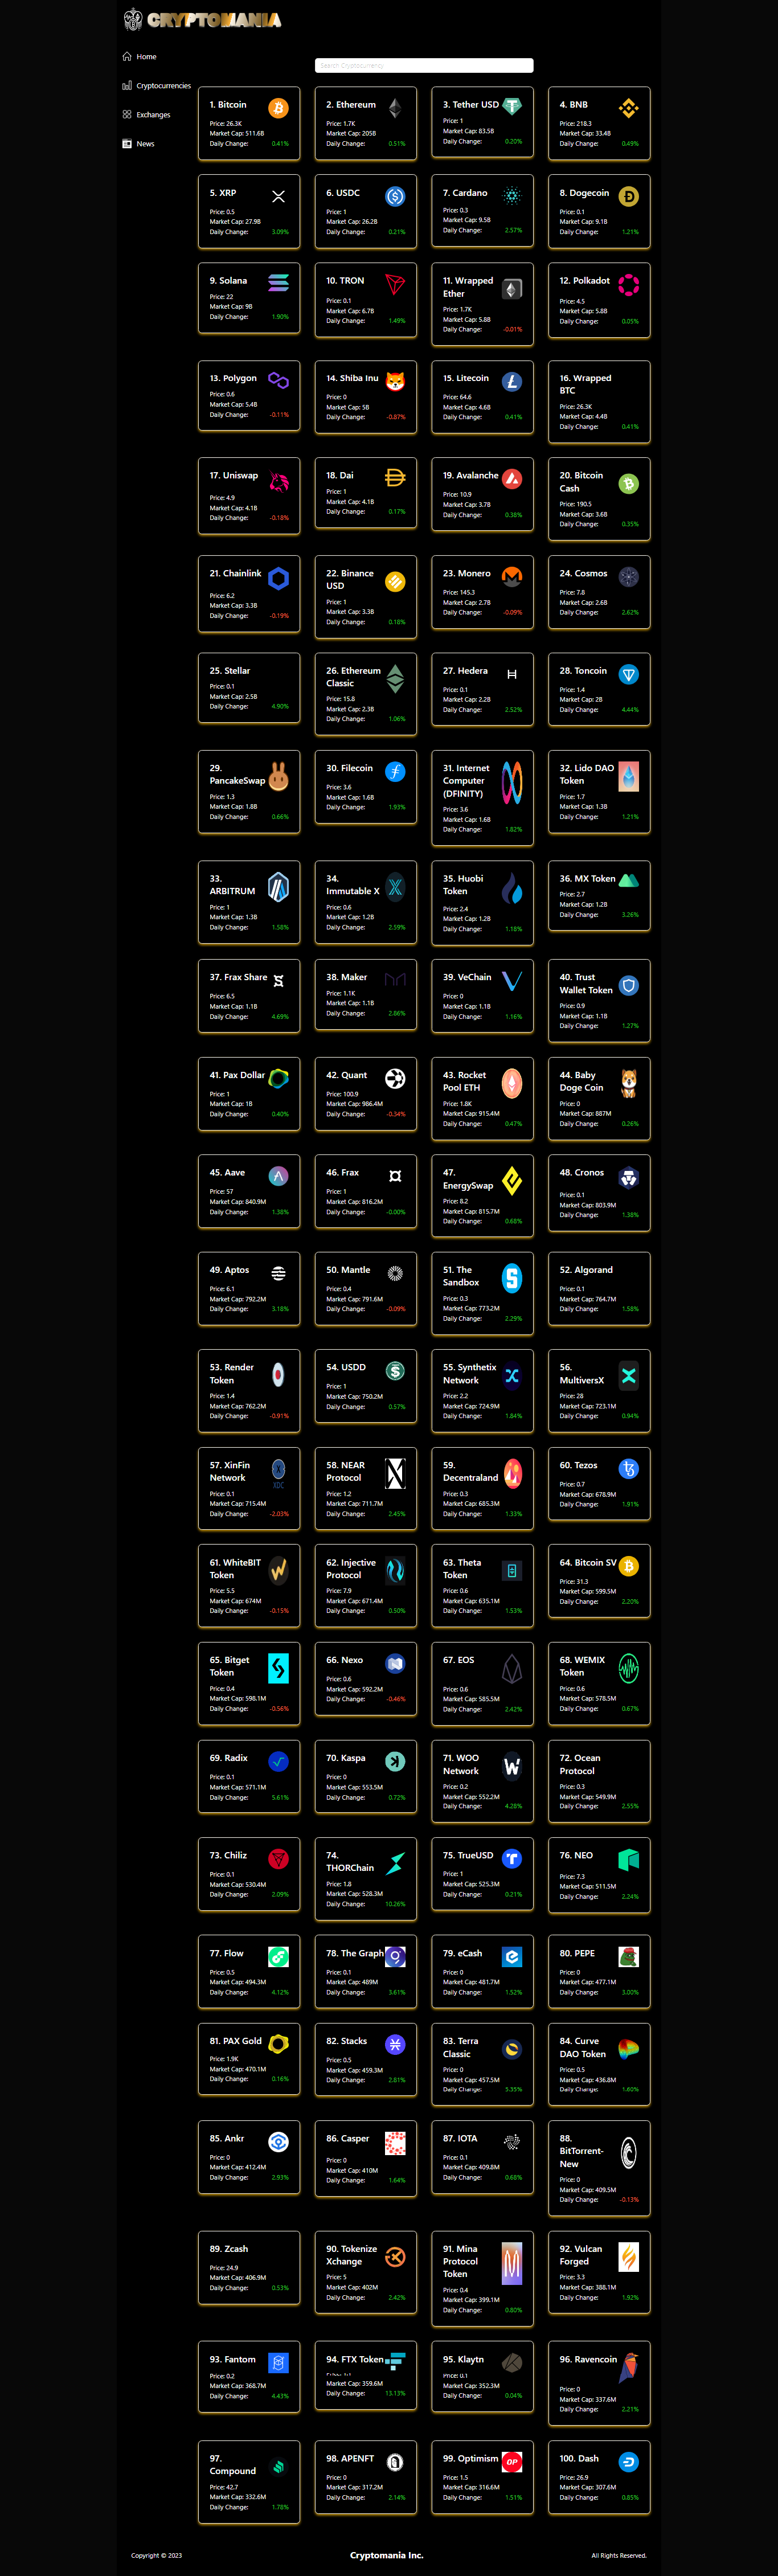 CRYPTOMANIA
Home
Cryptocurrencies
Exchanges
News
Search Cryptocurrency
1. Bitcoin
Price: 26.3K
Market Cap: 511.6B
Daily Change: 0.41%
2. Ethereum
Price: 1.7K
Market Cap: 205B
Daily Change: 0.51%
3. Tether USD
Price: 1
Market Cap: 83.5B
Daily Change: 0.20%
4. BNB
Price: 218.3
Market Cap: 33.4B
Daily Change: 0.49%
5. XRP
Price: 0.5
Market Cap: 27.9B
Daily Change: 3.09%
6. USDC
Price: 1
Market Cap: 26.2B
Daily Change: 0.21%
7. Cardano
Price: 0.3
Market Cap: 9.5B
Daily Change: 2.57%
8. Dogecoin
Price: 0.1
Market Cap: 9.1B
Daily Change: 1.21%
9. Solana
Price: 22
Market Cap: 9B
Daily Change: 1.90%
10. TRON
Price: 0.1
Market Cap: 6.7B
Daily Change: 1.49%
11. Wrapped
Ether
Price: 1.7K
Market Cap: 5.8B
Daily Change: -0.01%
12. Polkadot
Price: 4.5
Market Cap: 5.8B
Daily Change: 0.05%
13. Polygon
Price: 0.6
Market Cap: 5.4B
Daily Change: -0.11%
14. Shiba Inu
Price: 0
Market Cap: 5B
Daily Change: -0.87%
15. Litecoin
Price: 64.6
Market Cap: 4.6B
Daily Change: 0.41%
16. Wrapped
BTC
Price: 26.3K
Market Cap: 4.4B
Daily Change: 0.41%
17. Uniswap
Price: 4.9
Market Cap: 4.1B
Daily Change: -0.18%
18. Dai
Price: 1
Market Cap: 4.1B
Daily Change: 0.17%
19. Avalanche
Price: 10.9
Market Cap: 3.7B
Daily Change: 0.38%
20. Bitcoin
Cash
Price: 190.5
Market Cap: 3.6B
Daily Change: 0.35%
21. Chainlink
Price: 6.2
Market Cap: 3.3B
Daily Change: -0.19%
22. Binance
USD
Price: 1
Market Cap: 3.3B
Daily Change: 0.18%
23. Monero
Price: 145.3
Market Cap: 2.7B
Daily Change: -0.09%
24. Cosmos
Price: 7.8
Market Cap: 2.6B
Daily Change: 2.62%
25. Stellar
Price: 0.1
Market Cap: 2.5B
Daily Change: 4.90%
26. Ethereum
Classic
Price: 15.8
Market Cap: 2.3B
Daily Change: 1.06%
27. Hedera
Price: 0.1
Market Cap: 2.2B
Daily Change: 2.52%
28. Toncoin
Price: 1.4
Market Cap: 2B
Daily Change: 4.44%
29.
PancakeSwap
Price: 1.3
Market Cap: 1.8B
Daily Change: 0.66%
30. Filecoin
Price: 3.6
Market Cap: 1.6B
Daily Change: 1.93%
31. Internet
Computer
(DFINITY)
Price: 3.6
Market Cap: 1.6B
Daily Change: 1.82%
32. Lido DAO
Token
Price: 1.7
Market Cap: 1.3B
Daily Change: 1.21%
33.
ARBITRUM
Price: 1
Market Cap: 1.3B
Daily Change: 1.58%
34.
Immutable X
Price: 0.6
Market Cap: 1.2B
Daily Change: 2.59%
35. Huobi
Token
Price: 2.4
Market Cap: 1.2B
Daily Change: 1.18%
36. MX Token
Price: 2.7
Market Cap: 1.2B
Daily Change: 3.26%
37. Frax Share
Price: 6.5
Market Cap: 1.1B
Daily Change: 4.69%
38. Maker
Price: 1.1K
Market Cap: 1.1B
Daily Change: 2.86%
39. VeChain
Price: 0
Market Cap: 1.1B
Daily Change: 1.16%
40. Trust
Wallet Token
Price: 0.9
Market Cap: 1.1B
Daily Change: 1.27%
41. Pax Dollar
Price: 1
Market Cap: 1B
Daily Change: 0.40%
42. Quant
Price: 100.9
Market Cap: 986.4M
Daily Change: -0.34%
43. Rocket
Pool ETH
Price: 1.8K
Market Cap: 915.4M
Daily Change: 0.47%
44. Baby
Doge Coin
Price: 0
Market Cap: 887M
Daily Change: 0.26%
45. Aave
Price: 57
Market Cap: 840.9M
Daily Change: 1.38%
46. Frax
Price: 1
Market Cap: 816.2M
Daily Change: -0.00%
47.
EnergySwap
Price: 8.2
Market Cap: 815.7M
Daily Change: 0.68%
48. Cronos
Price: 0.1
Market Cap: 803.9M
Daily Change: 1.38%
49. Aptos
Price: 6.1
Market Cap: 792.2M
Daily Change: 3.18%
50. Mantle
Price: 0.4
Market Cap: 791.6M
Daily Change: -0.09%
51. The
Sandbox
Price: 0.3
Market Cap: 773.2M
Daily Change: 2.29%
52. Algorand
Price: 0.1
Market Cap: 764.7M
Daily Change: 1.58%
53. Render
Token
Price: 1.4
Market Cap: 762.2M
Daily Change: -0.91%
54. USDD
Price: 1
Market Cap: 750.2M
Daily Change: 0.57%
55. Synthetix
Network
Price: 2.2
Market Cap: 724.9M
Daily Change: 1.84%
56.
MultiversX
Price: 28
Market Cap: 723.1M
Daily Change: 0.94%
57. XinFin
Network
XDC
Price: 0.1
Market Cap: 715.4M
Daily Change: -2.03%
58. NEAR
Protocol
Price: 1.2
Market Cap: 711.7M
Daily Change: 2.45%
59.
Decentraland
Price: 0.3
Market Cap: 685.3M
Daily Change: 1.33%
60. Tezos
Price: 0.7
Market Cap: 678.9M
Daily Change: 1.91%
61. WhiteBIT
Token
Price: 5.5
Market Cap: 674M
Daily Change: -0.15%
62. Injective
Protocol
Price: 7.9
Market Cap: 671.4M
Daily Change: 0.50%
63. Theta
Token
Price: 0.6
Market Cap: 635.1M
Daily Change: 1.53%
64. Bitcoin SV
Price: 31.3
Market Cap: 599.5M
Daily Change: 2.20%
65. Bitget
Token
Price: 0.4
Market Cap: 598.1M
Daily Change: -0.56%
66. Nexo
Price: 0.6
Market Cap: 592.2M
Daily Change: -0.46%
67. EOS
Price: 0.6
Market Cap: 585.5M
Daily Change: 2.42%
68. WEMIX
Token
Price: 0.6
Market Cap: 578.5M
Daily Change: 0.67%
69. Radix
Price: 0.1
Market Cap: 571.1M
Daily Change: 5.61%
70. Kaspa
Price: 0
Market Cap: 553.5M
Daily Change: 0.72%
71. WOO
Network
Price: 0.2
Market Cap: 552.2M
Daily Change: 4.28%
72. Ocean
Protocol
Price: 0.3
Market Cap: 549.9M
Daily Change: 2.55%
73. Chiliz
Price: 0.1
Market Cap: 530.4M
Daily Change: 2.09%
74.
THORChain
Price: 1.8
Market Cap: 528.3M
Daily Change: 10.26%
75. TrueUSD
Price: 1
Market Cap: 525.3M
Daily Change: 0.21%
76. NEO
Price: 7.3
Market Cap: 511.5M
Daily Change: 2.24%
77. Flow
Price: 0.5
Market Cap: 494.3M
Daily Change: 4.12%
78. The Graph
Price: 0.1
Market Cap: 489M
Daily Change: 3.61%
79. eCash
Price: 0
Market Cap: 481.7M
Daily Change: 1.52%
80. PEPE
Price: 0
Market Cap: 477.1M
Daily Change: 3.00%
81. PAX Gold
Price: 1.9K
Market Cap: 470.1M
Daily Change: 0.16%
82. Stacks
Price: 0.5
Market Cap: 459.3M
Daily Change: 2.81%
83. Terra
Classic
Price: 0
Market Cap: 457.5M
Daily Change: 5.35%
84. Curve
DAO Token
Price: 0.5
Market Cap: 436.8M
Daily Change: 1.60%
85. Ankr
Price: 0
Market Cap: 412.4M
Daily Change: 2.93%
86. Casper
Price: 0
Market Cap: 410M
Daily Change: 1.64%
87. IOTA
Price: 0.1
Market Cap: 409.8M
Daily Change: 0.68%
88.
BitTorrent-
New
Price: 0
Market Cap: 409.5M
Daily Change: -0.13%
89. Zcash
Price: 24.9
Market Cap: 406.9M
Daily Change: 0.53%
90. Tokenize
Xchange
Price: 5
Market Cap: 402M
Daily Change: 2.42%
91. Mina
Protocol
Token
Price: 0.4
Market Cap: 399.1M
Daily Change: 0.80%
92. Vulcan
Forged
Price: 3.3
Market Cap: 388.1M
Daily Change: 1.92%
93. Fantom
Price: 0.2
Market Cap: 368.7M
Daily Change: 4.43%
94. FTX Token
Market Cap: 359.6M
Daily Change: 13.13%
95. Klaytn
Price: 0.1
Market Cap: 352.3M
Daily Change: 0.04%
96. Ravencoin
Price: 0
Market Cap: 337.6M
Daily Change: 2.21%
97.
Compound
Price: 42.7
Market Cap: 332.6M
Daily Change: 1.78%
98. APENFT
Price: 0
Market Cap: 317.2M
Daily Change: 2.14%
99. Optimism
OP
Price: 1.5
Market Cap: 316.6M
Daily Change: 1.51%
100. Dash
Price: 26.9
Market Cap: 307.6M
Daily Change: 0.85%
Copyright © 2023
Cryptomania Inc.
All Rights Reserved.